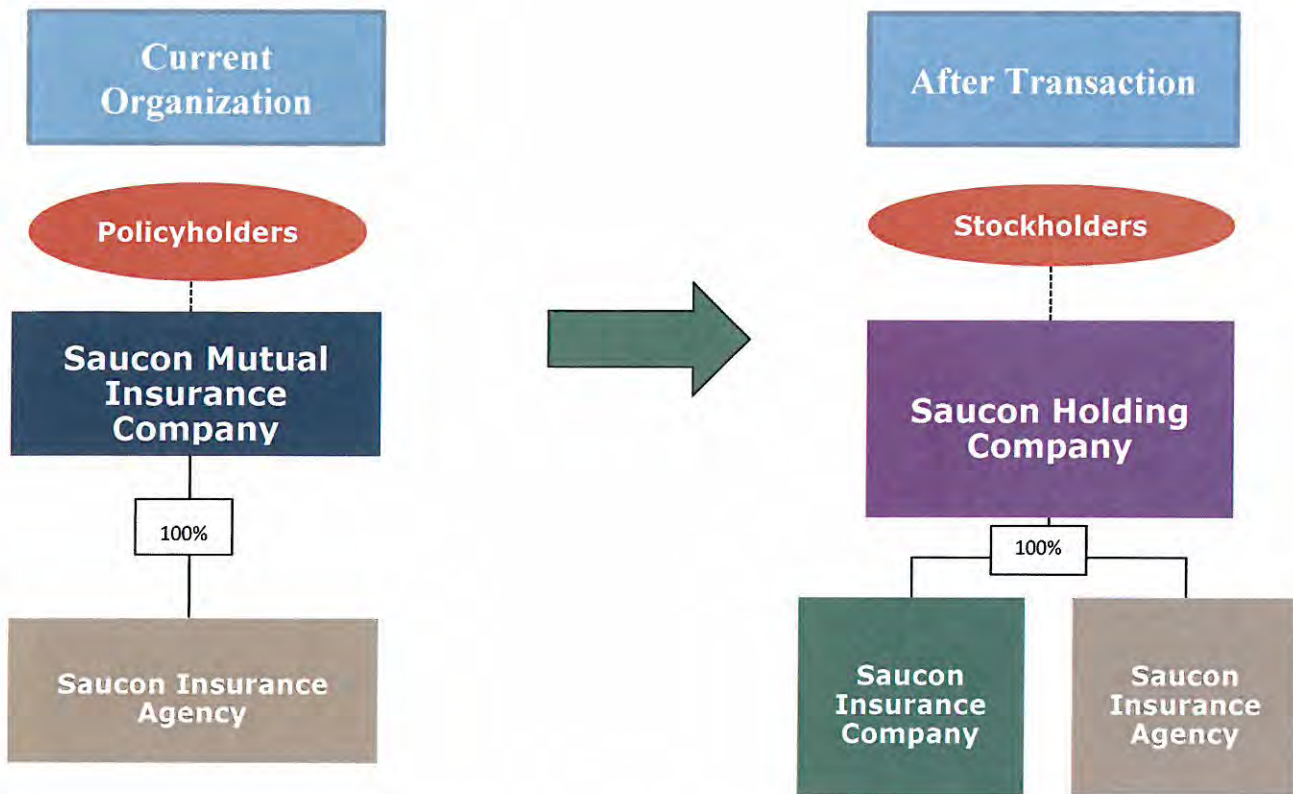 Current
Organization
Policyholders
Saucon Mutual
Insurance
Company
100%
Saucon Insurance
Agency
After Transaction
Stockholders
Saucon Holding
Company
100%
Saucon
Insurance
Company
Saucon
Insurance
Agency